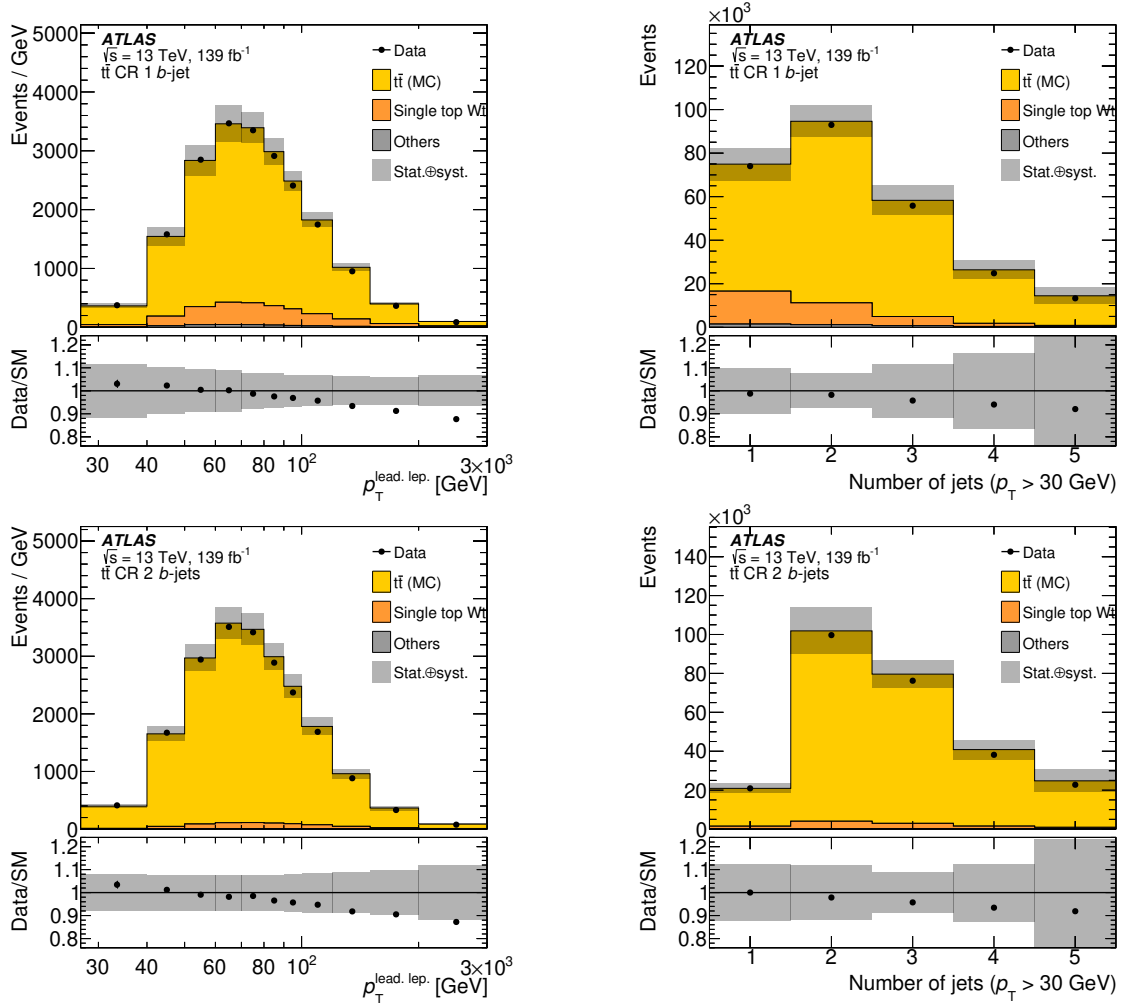 ATLAS
√s = 13 TeV, 139 fb-1
tt̄ CR 1 b-jet
Data
tt̄ (MC)
Single top Wt
Others
Stat.⊕syst.
Events / GeV
5000
4000
3000
2000
1000
0
Data/SM
1.2
1.1
1
0.9
0.8
30 40 60 80 10² 3×10³
pT lead. lep. [GeV]
×10³
ATLAS
√s = 13 TeV, 139 fb-1
tt̄ CR 1 b-jet
Data
tt̄ (MC)
Single top Wt
Others
Stat.⊕syst.
Events
120
100
80
60
40
20
0
Data/SM
1.2
1.1
1
0.9
0.8
1 2 3 4 5
Number of jets (pT > 30 GeV)
ATLAS
√s = 13 TeV, 139 fb-1
tt̄ CR 2 b-jets
Data
tt̄ (MC)
Single top Wt
Others
Stat.⊕syst.
Events / GeV
5000
4000
3000
2000
1000
0
Data/SM
1.2
1.1
1
0.9
0.8
30 40 60 80 10² 3×10³
pT lead. lep. [GeV]
×10³
ATLAS
√s = 13 TeV, 139 fb-1
tt̄ CR 2 b-jets
Data
tt̄ (MC)
Single top Wt
Others
Stat.⊕syst.
Events
140
120
100
80
60
40
20
0
Data/SM
1.2
1.1
1
0.9
0.8
1 2 3 4 5
Number of jets (pT > 30 GeV)